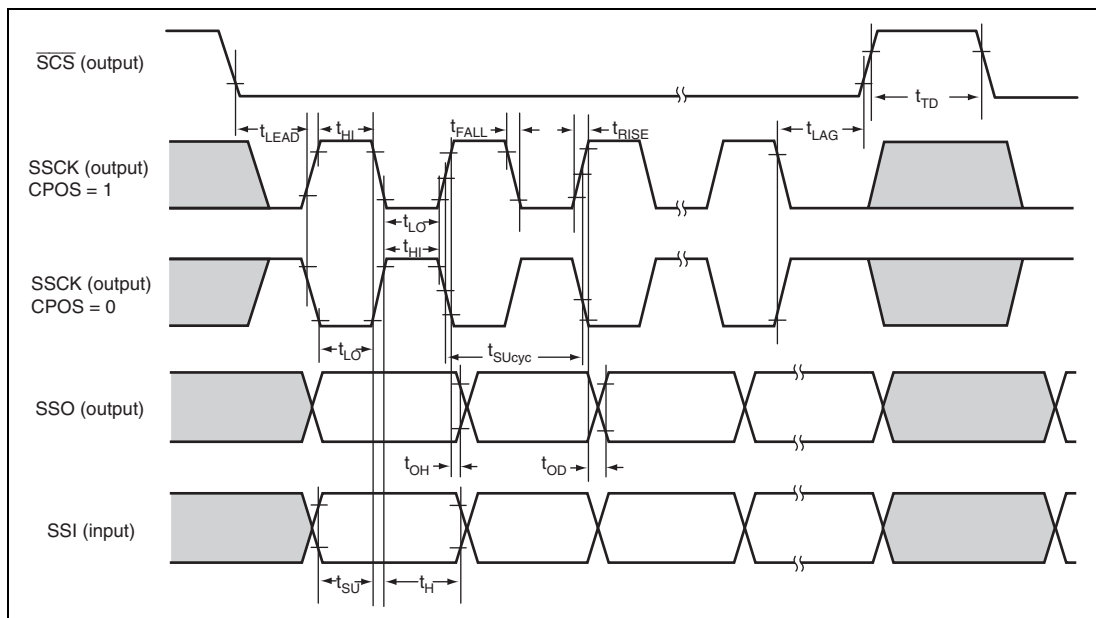 SCS (output)
tTD
tLEAD
tHI
tFALL
tRISE
tLAG
SSCK (output)
CPOS = 1
tLO
tHI
SSCK (output)
CPOS = 0
tLO
tSUcyc
SSO (output)
tOH
tOD
SSI (input)
tSU
tH